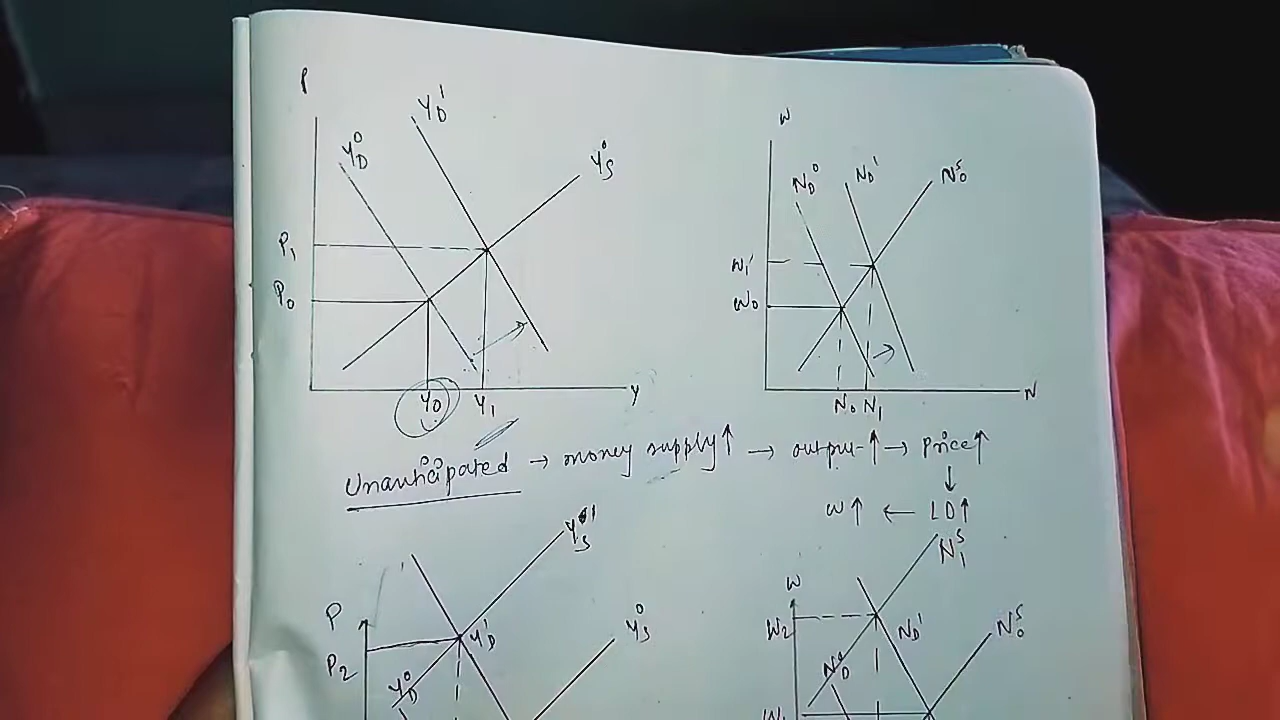 P
Y_D^1
Y_D^0
Y_S^0
P_1
P_0
Y_0 Y_1
Y
W
N_D^0 N_D^1
N_0^S
W_1
W_0
N_0 N_1
N
Unanticipated → money supply↑ → output↑ → Price↑
↓
W↑ ← LD↑
P
Y_S^1
Y_S^0
P_2
Y_D^1
Y_D^0
W
N_1^S
N_0^S
W_2
N_D^1
N_D^0
W_1